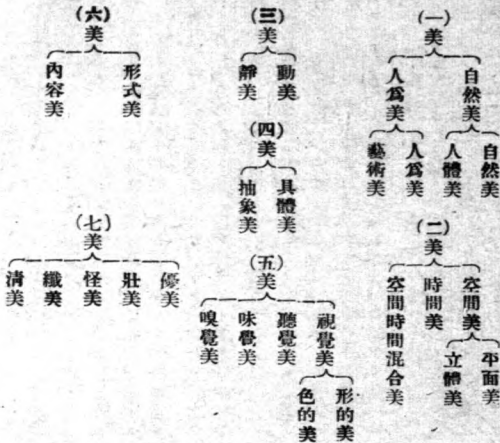 (一)
美
自然美
人爲美
自然美
人體美
人爲美
藝術美
(二)
美
空間美
時間美
空間時間混合美
平面美
立體美
(三)
美
動美
靜美
(四)
美
具體美
抽象美
(五)
美
視覺美
聽覺美
味覺美
嗅覺美
形的美
色的美
(六)
美
形式美
內容美
(七)
美
優美
壯美
怪美
纖美
淸美